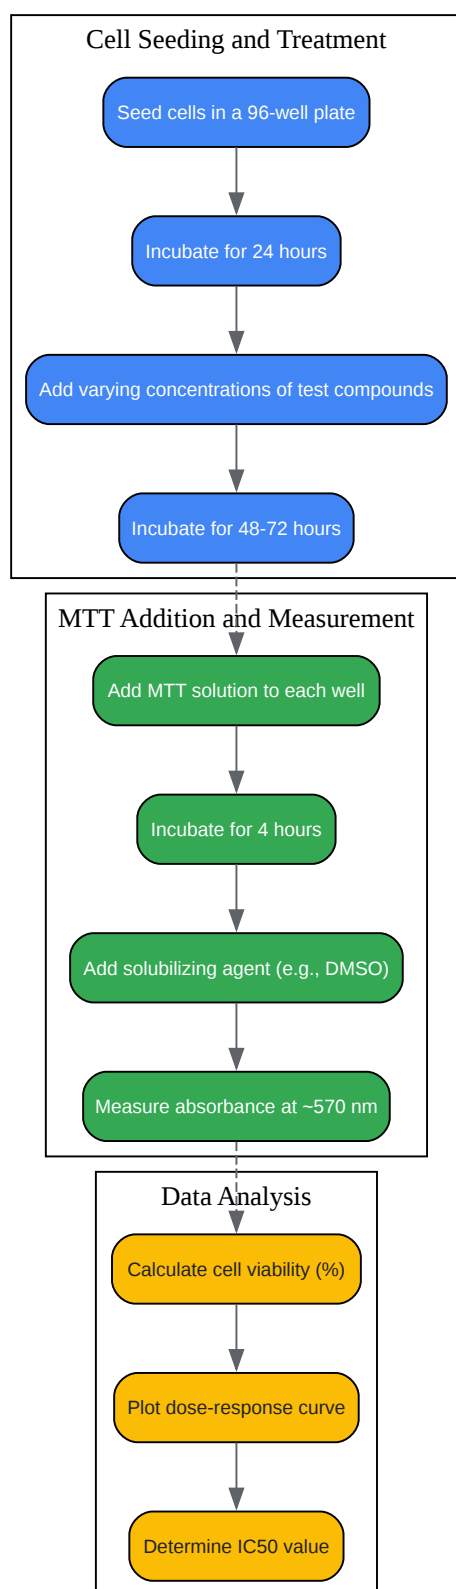 Cell Seeding and Treatment
Seed cells in a 96-well plate
Incubate for 24 hours
Add varying concentrations of test compounds
Incubate for 48-72 hours
MTT Addition and Measurement
Add MTT solution to each well
Incubate for 4 hours
Add solubilizing agent (e.g., DMSO)
Measure absorbance at ~570 nm
Data Analysis
Calculate cell viability (%)
Plot dose-response curve
Determine IC50 value